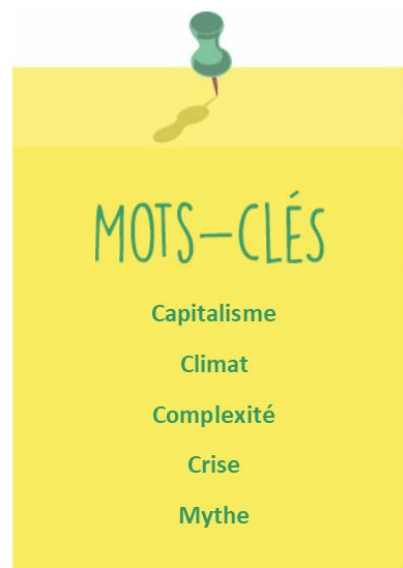 MOTS–CLÉS
Capitalisme
Climat
Complexité
Crise
Mythe